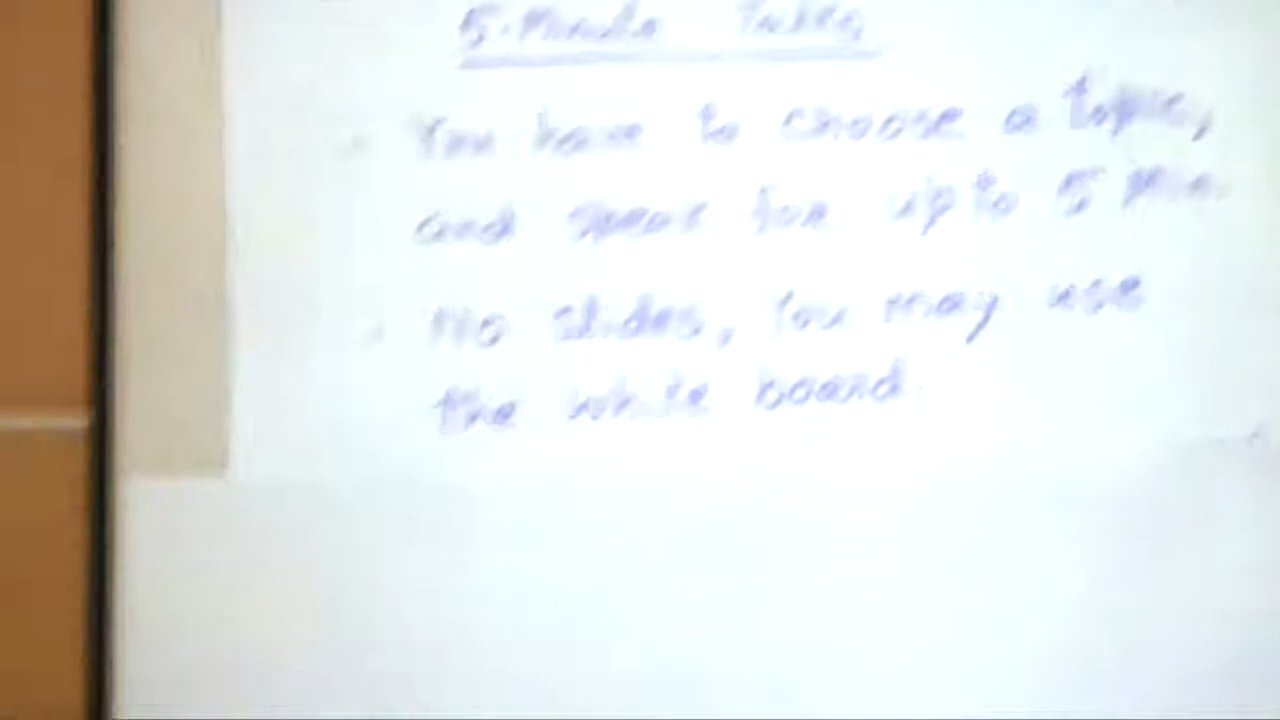 5-Minute Talks
You have to choose a topic,
and speak for up to 5 Min.
No slides, You may use
the white board.